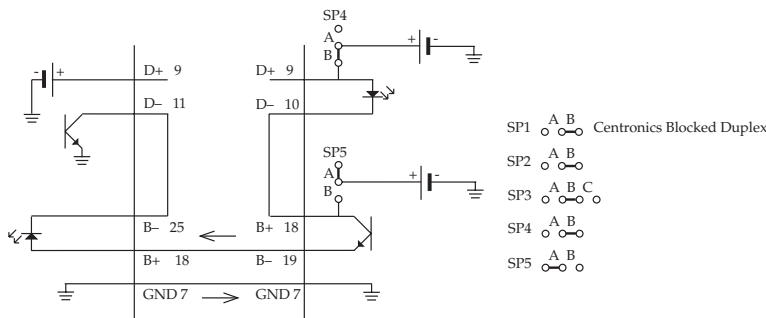 SP4
A
B
- +
+ -
D+ 9
D+ 9
D– 11
D– 10
SP1 A B Centronics Blocked Duplex
SP2 A B
SP5
A
B
+ -
SP3 A B C
B– 25
B+ 18
SP4 A B
B+ 18
B– 19
SP5 A B
GND 7
GND 7